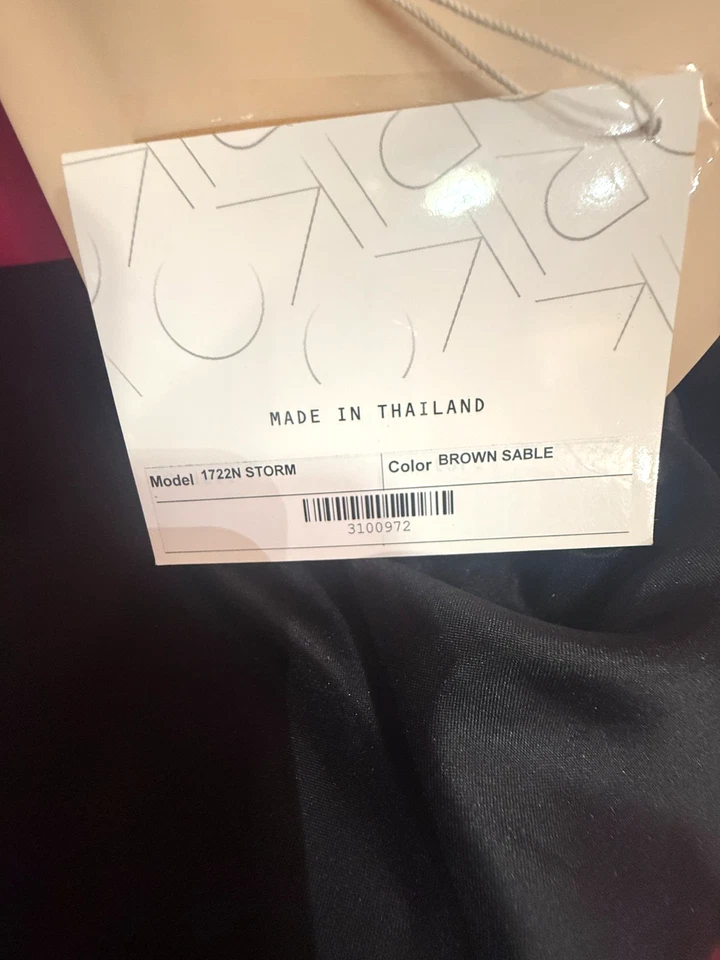 MADE IN THAILAND
Model 1722N STORM Color BROWN SABLE
3100972